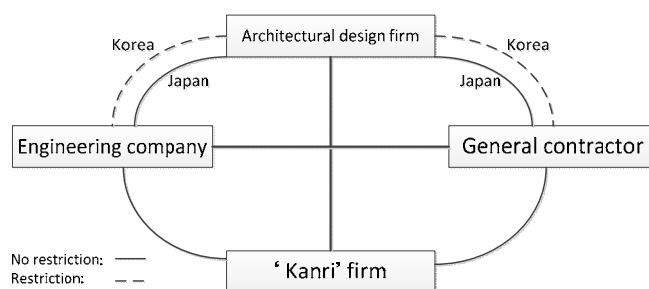 Architectural design firm
Korea
Korea
Japan
Japan
Engineering company
General contractor
‘ Kanri’ firm
No restriction:
Restriction: